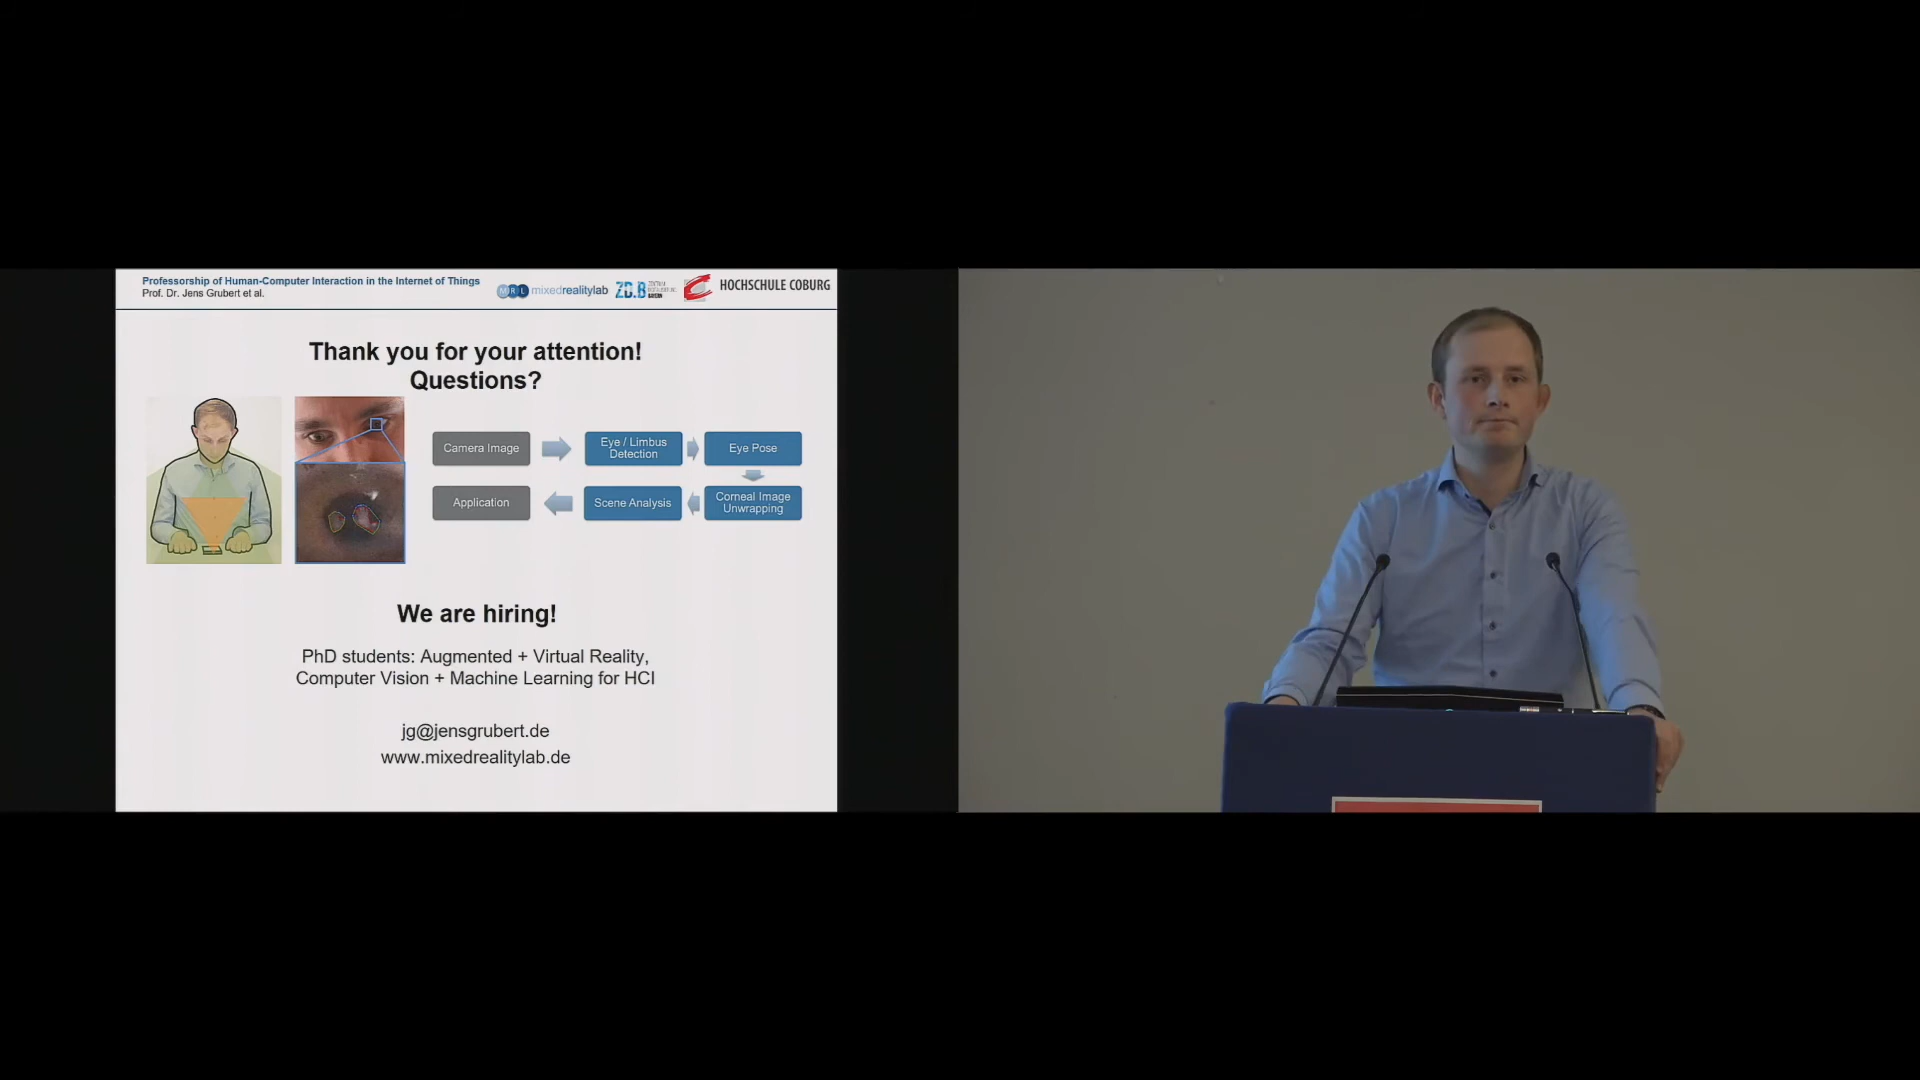 Professorship of Human-Computer Interaction in the Internet of Things
Prof. Dr. Jens Grubert et al.
MRL mixedrealitylab
ZD.B
HOCHSCHULE COBURG
Thank you for your attention!
Questions?
Camera Image
Eye / Limbus
Detection
Eye Pose
Application
Scene Analysis
Corneal Image
Unwrapping
We are hiring!
PhD students: Augmented + Virtual Reality,
Computer Vision + Machine Learning for HCI
jg@jensgrubert.de
www.mixedrealitylab.de